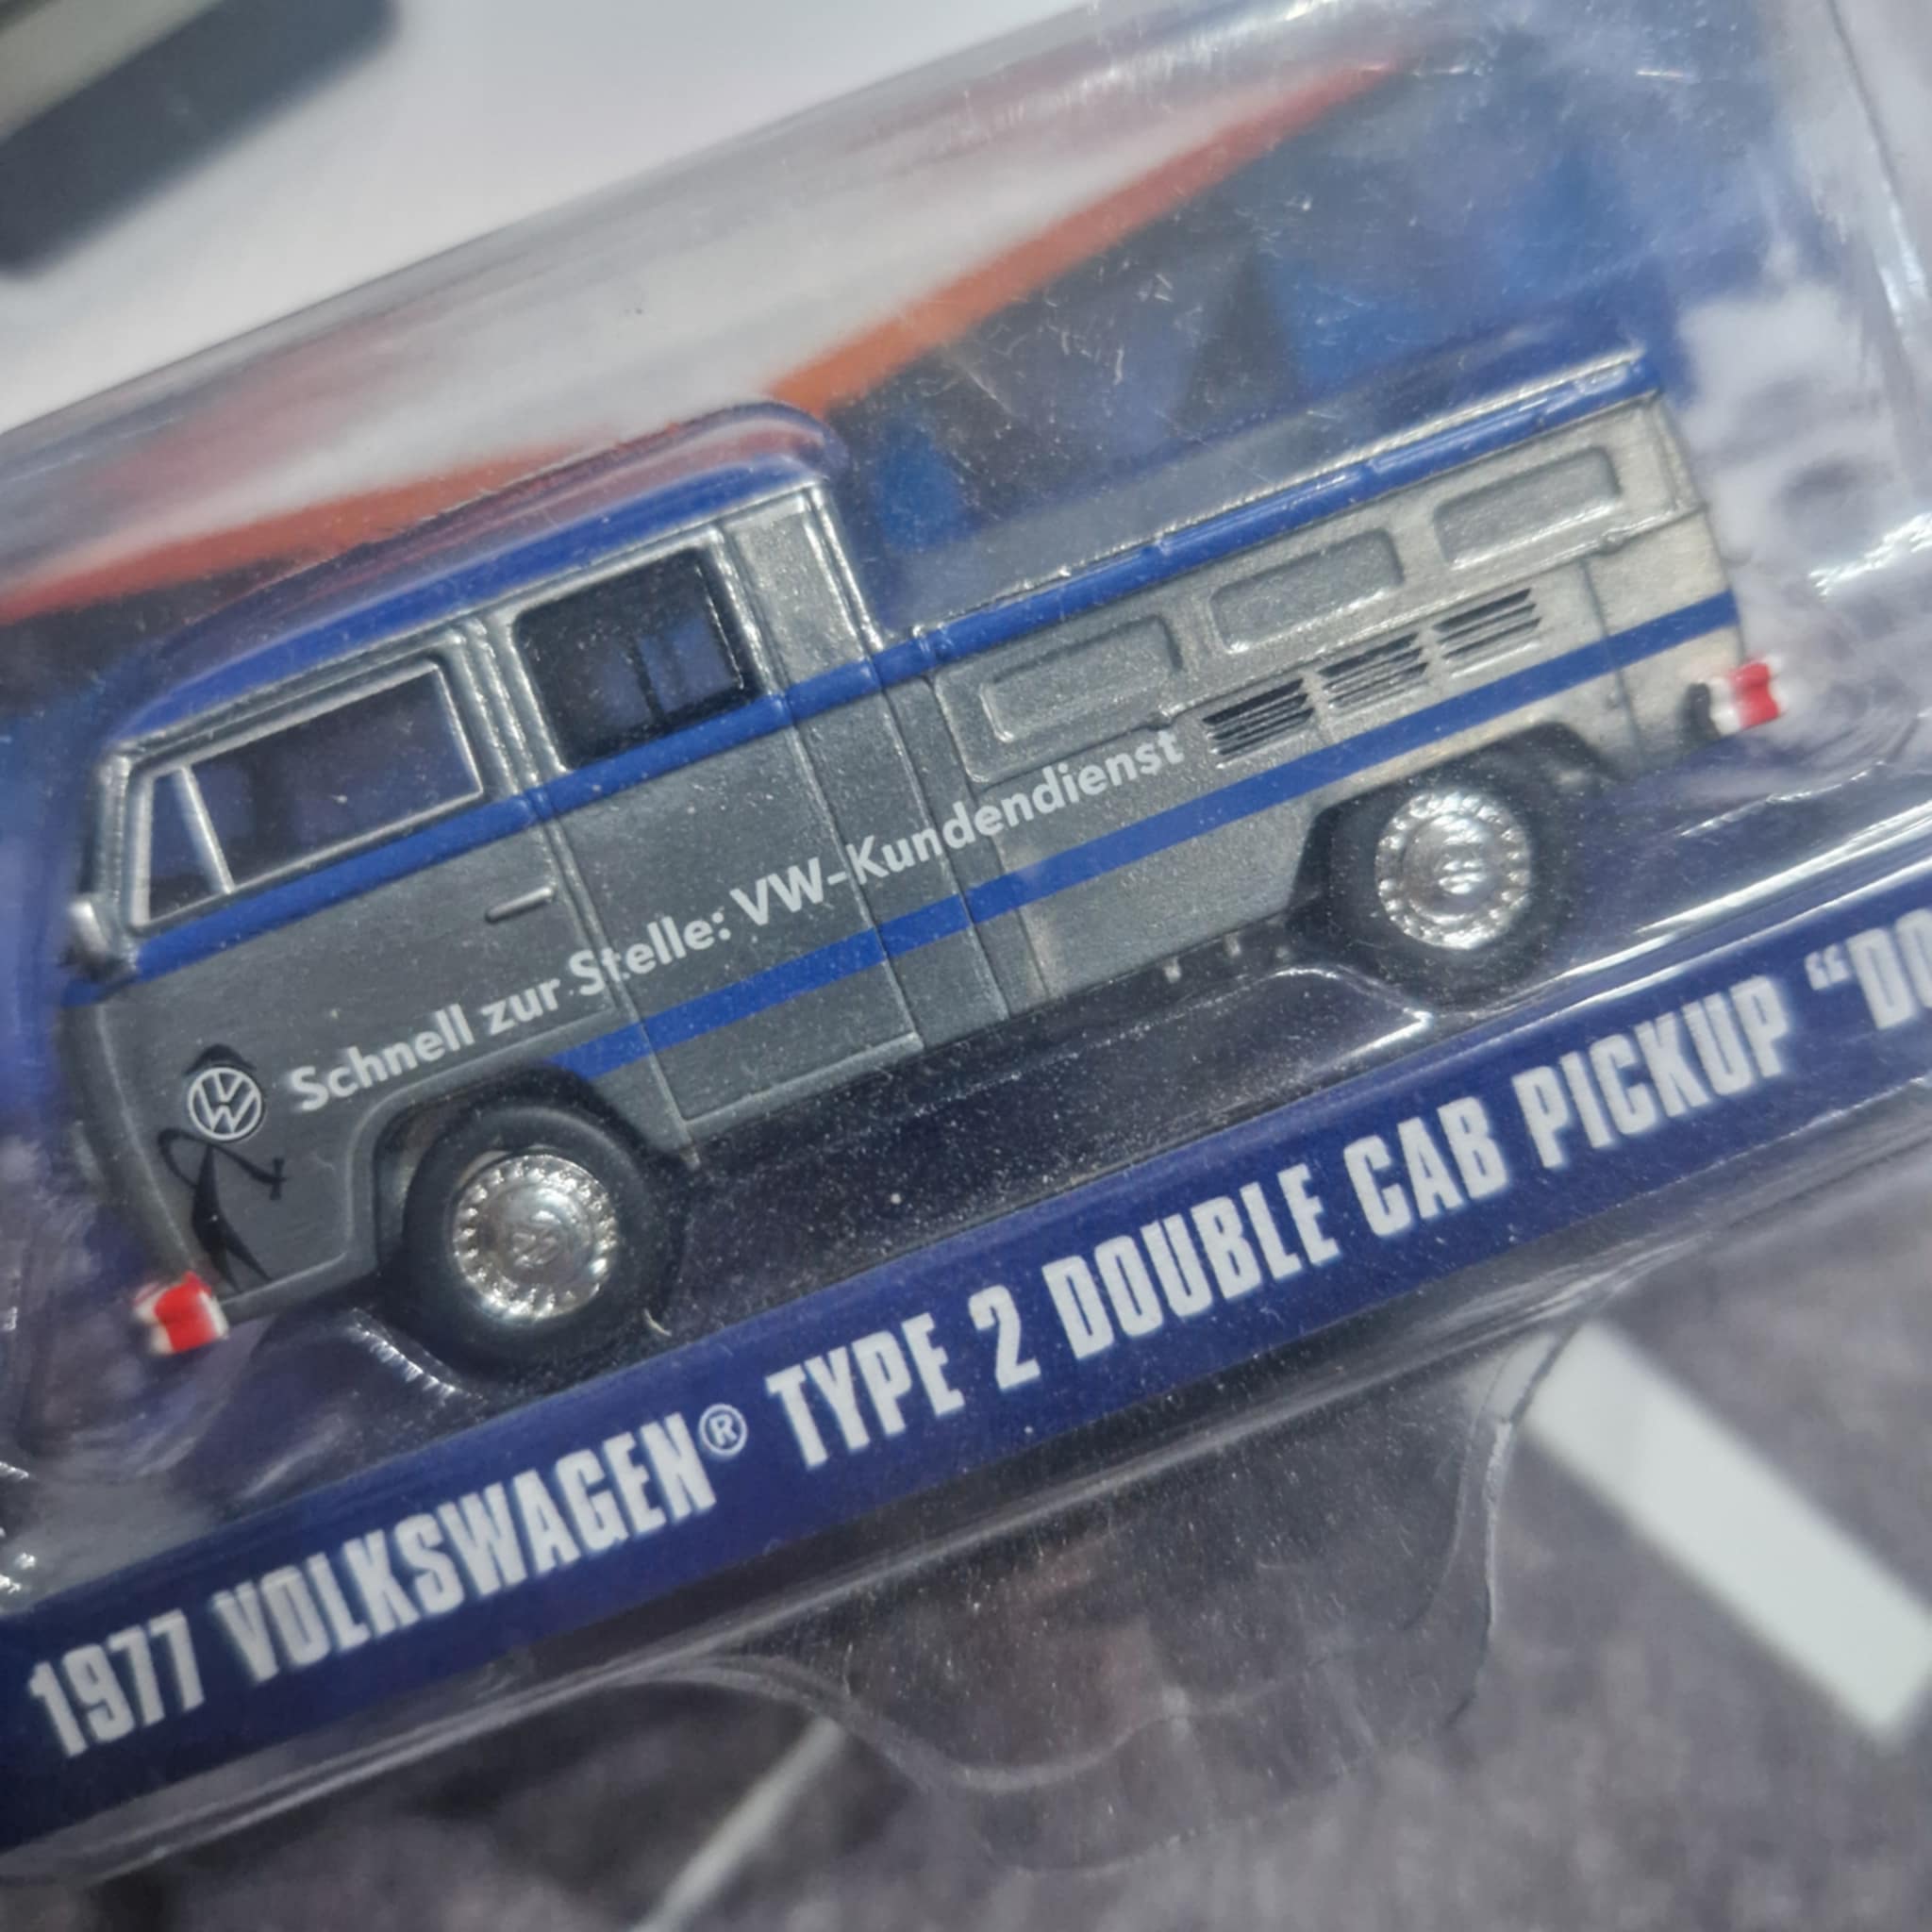 Schnell zur Stelle: VW-Kundendienst
1977 VOLKSWAGEN® TYPE 2 DOUBLE CAB PICKUP